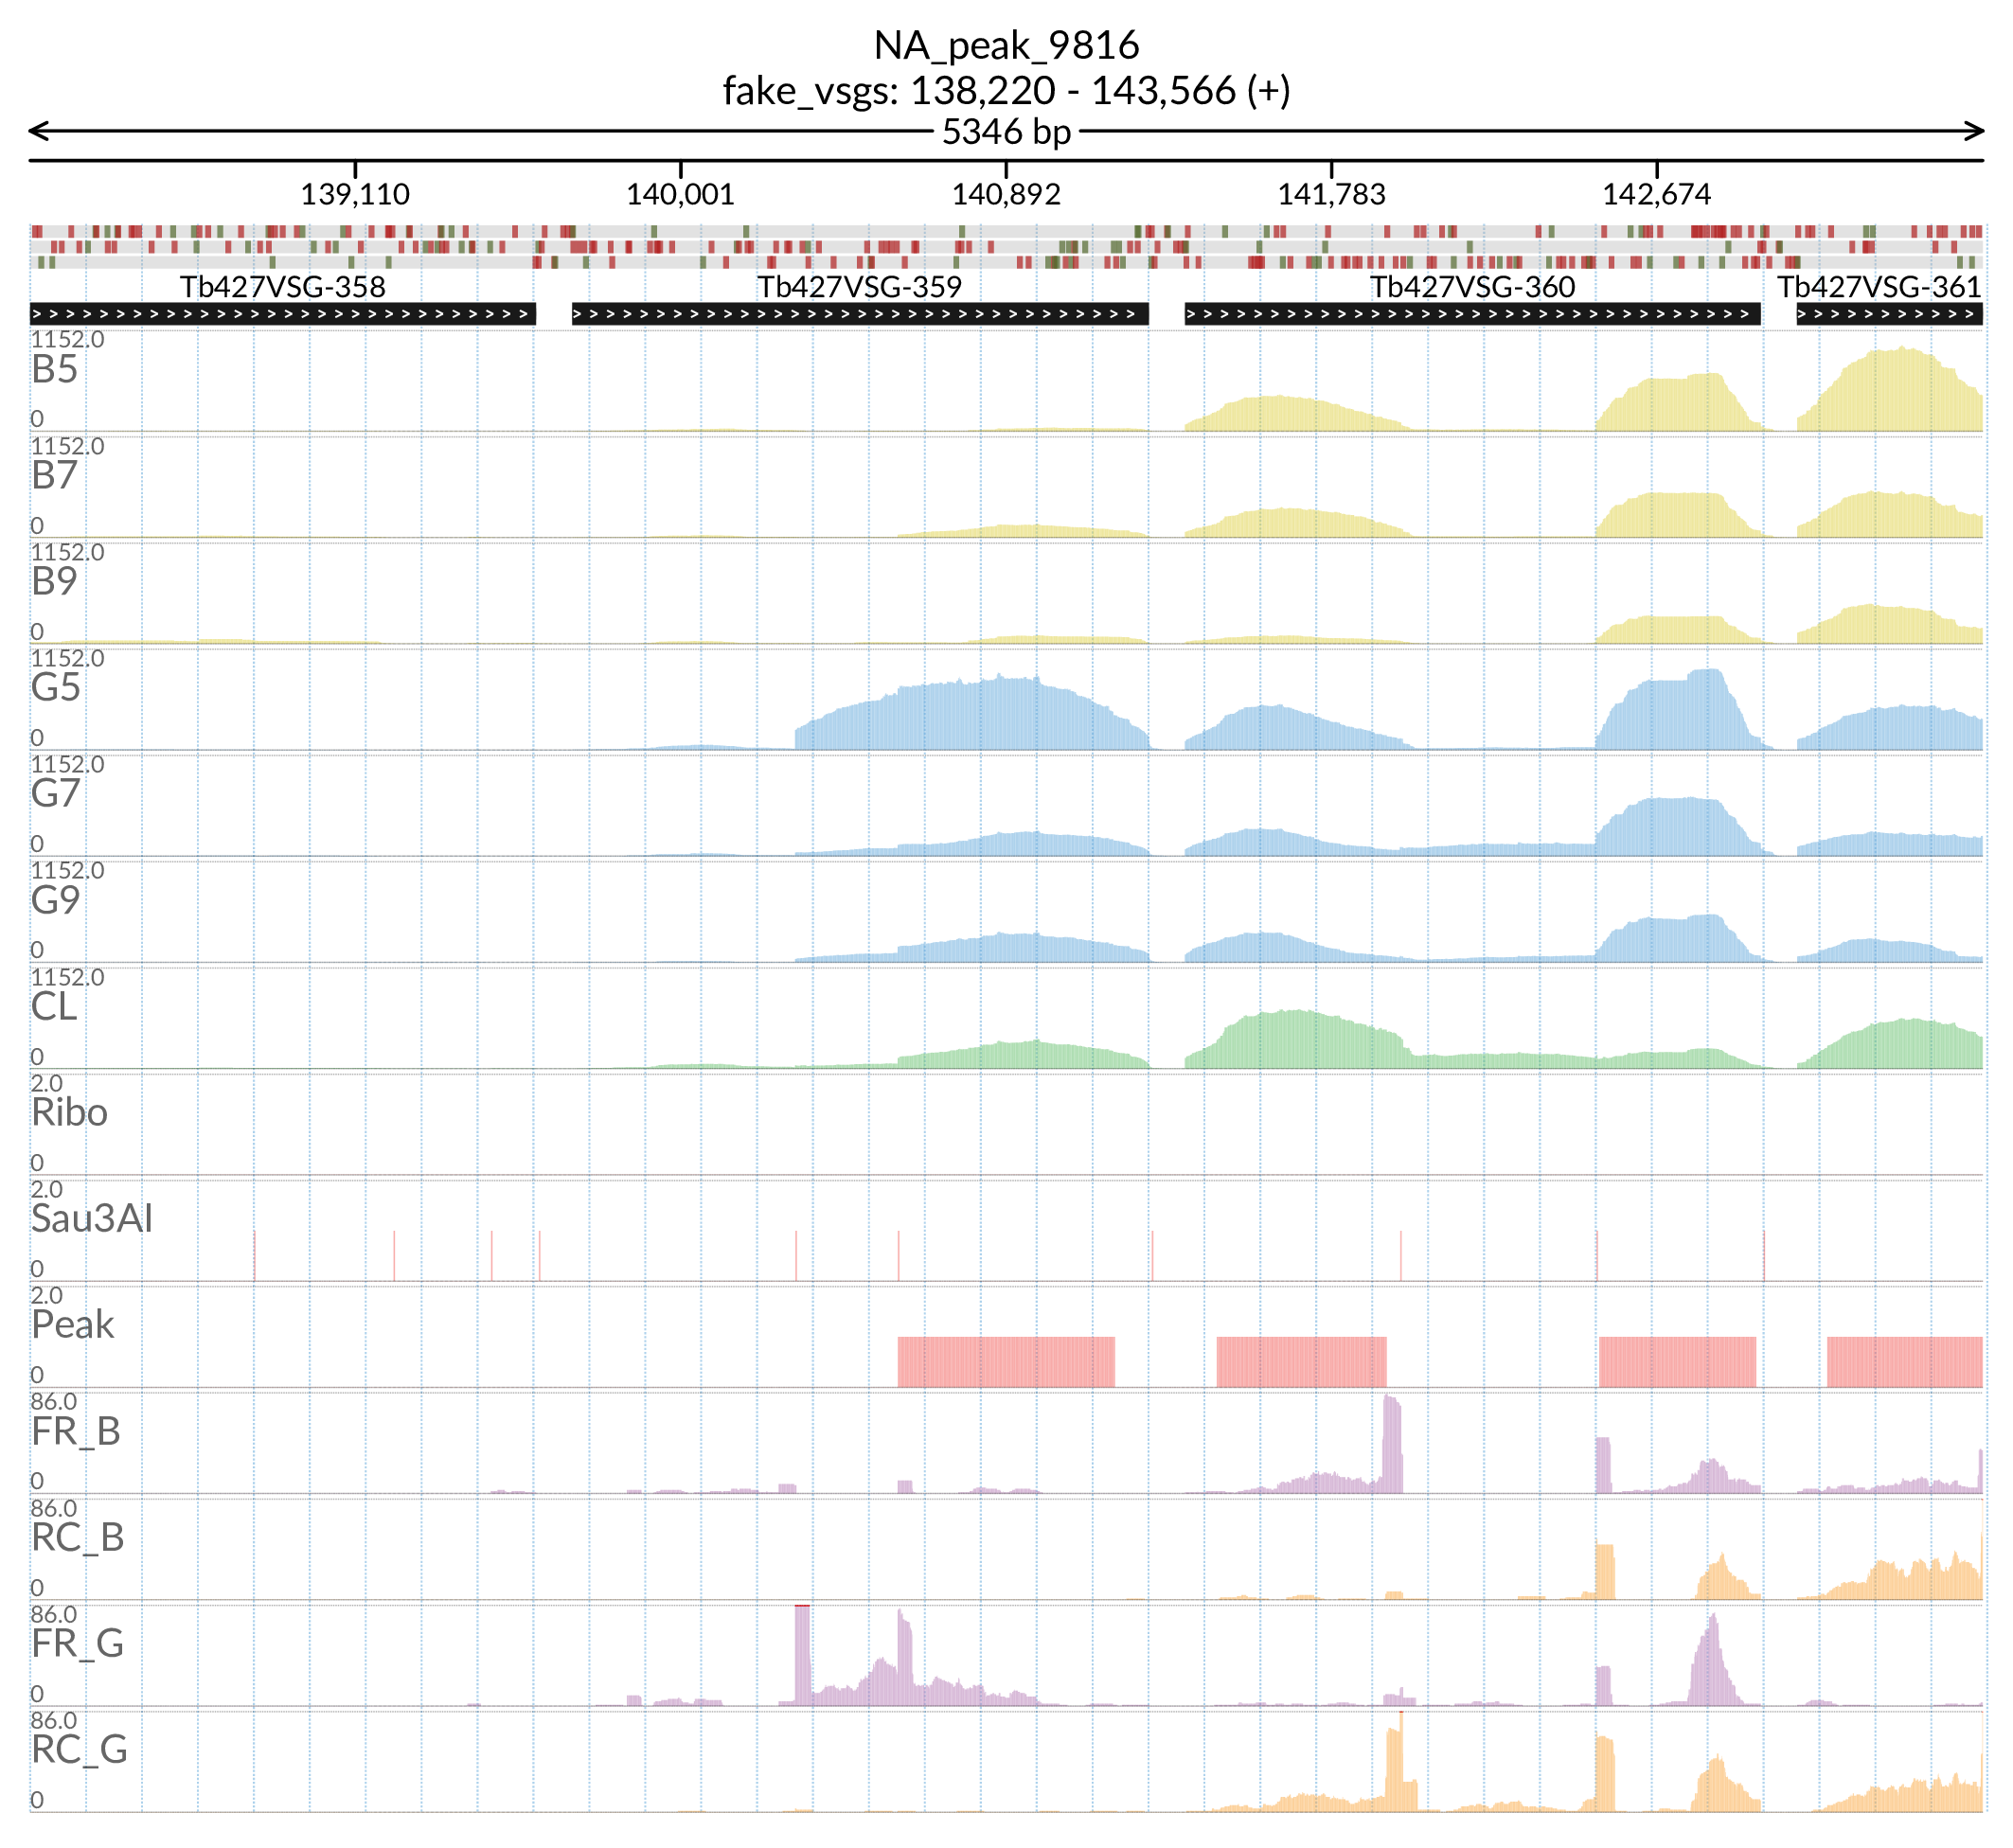 NA_peak_9816
fake_vsgs: 138,220 - 143,566 (+)
5346 bp
139,110 140,001 140,892 141,783 142,674
Tb427VSG-358 Tb427VSG-359 Tb427VSG-360 Tb427VSG-361
1152.0
B5
0
1152.0
B7
0
1152.0
B9
0
1152.0
G5
0
1152.0
G7
0
1152.0
G9
0
1152.0
CL
0
2.0
Ribo
0
2.0
Sau3AI
0
2.0
Peak
0
86.0
FR_B
0
86.0
RC_B
0
86.0
FR_G
0
86.0
RC_G
0